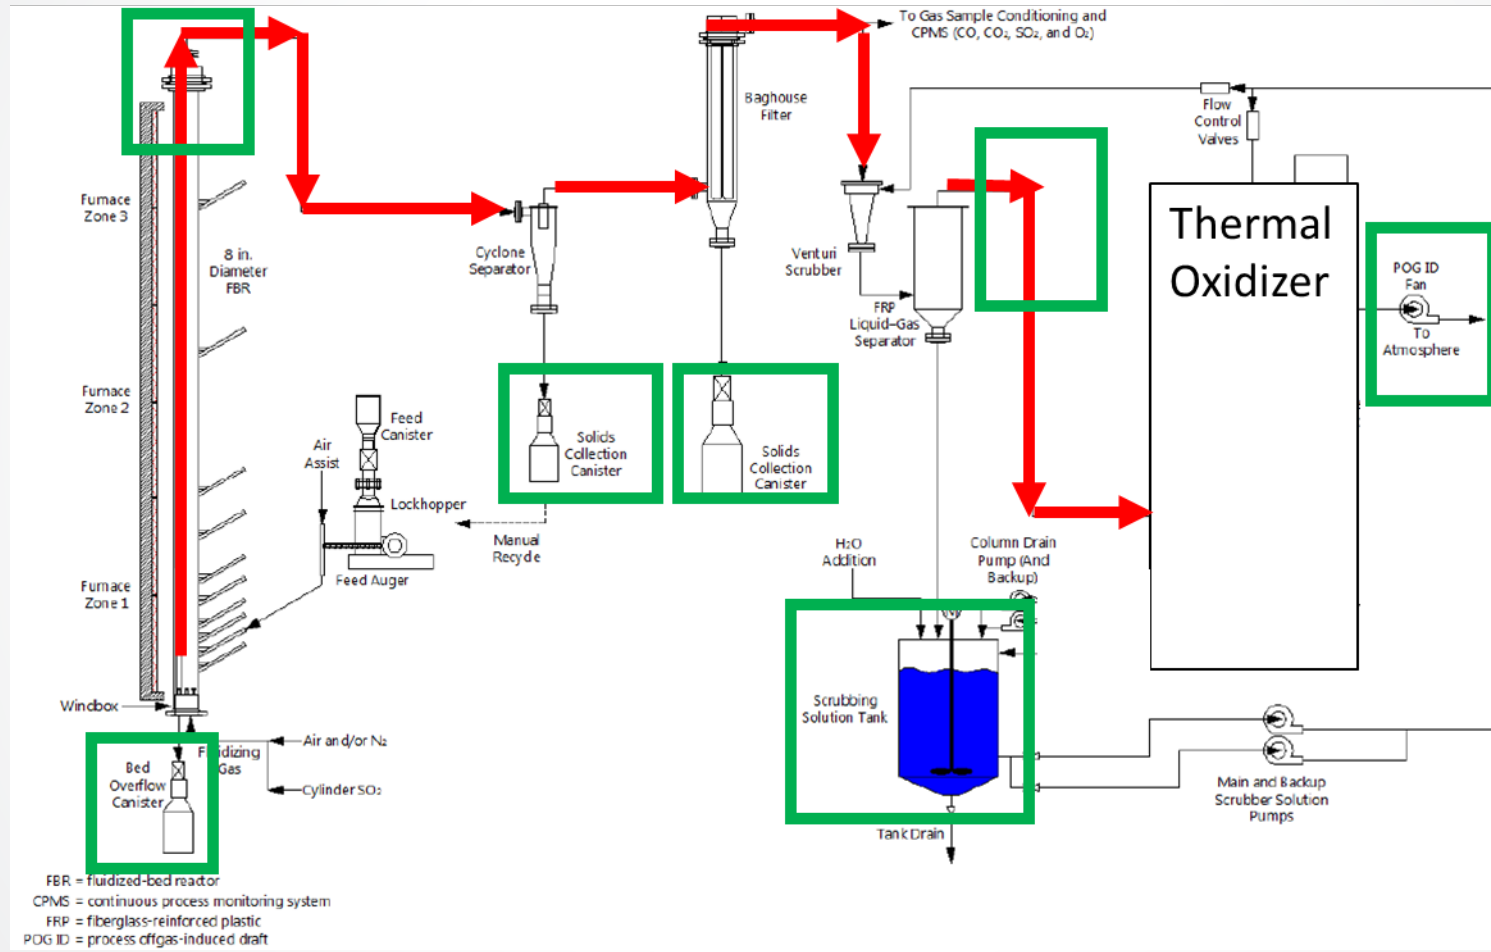 To Gas Sample Conditioning and
CPMS (CO, CO₂, SO₂, and O₂)
Baghouse
Filter
Flow
Control
Valves
Thermal
Oxidizer
Furnace
Zone 3
8 in.
Diameter
FBR
Cyclone
Separator
Venturi
Scrubber
FRP
Liquid–Gas
Separator
POG ID
Fan
To
Atmosphere
Furnace
Zone 2
Feed
Canister
Air
Assist
Lockhopper
Feed Auger
Solids
Collection
Canister
Solids
Collection
Canister
Manual
Recycle
H₂O
Addition
Column Drain
Pump (And
Backup)
Furnace
Zone 1
Windbox
Fluidizing
Gas
Air and/or N₂
Cylinder SO₂
Bed
Overflow
Canister
Scrubbing
Solution Tank
Tank Drain
Main and Backup
Scrubber Solution
Pumps
FBR = fluidized-bed reactor
CPMS = continuous process monitoring system
FRP = fiberglass-reinforced plastic
POG ID = process offgas-induced draft